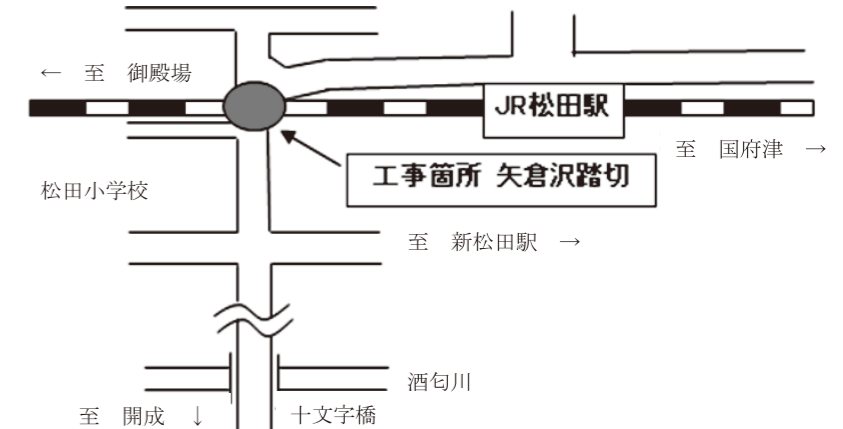 ← 至 御殿場
JR松田駅
至 国府津 →
工事箇所 矢倉沢踏切
松田小学校
至 新松田駅 →
酒匂川
至 開成 ↓
十文字橋